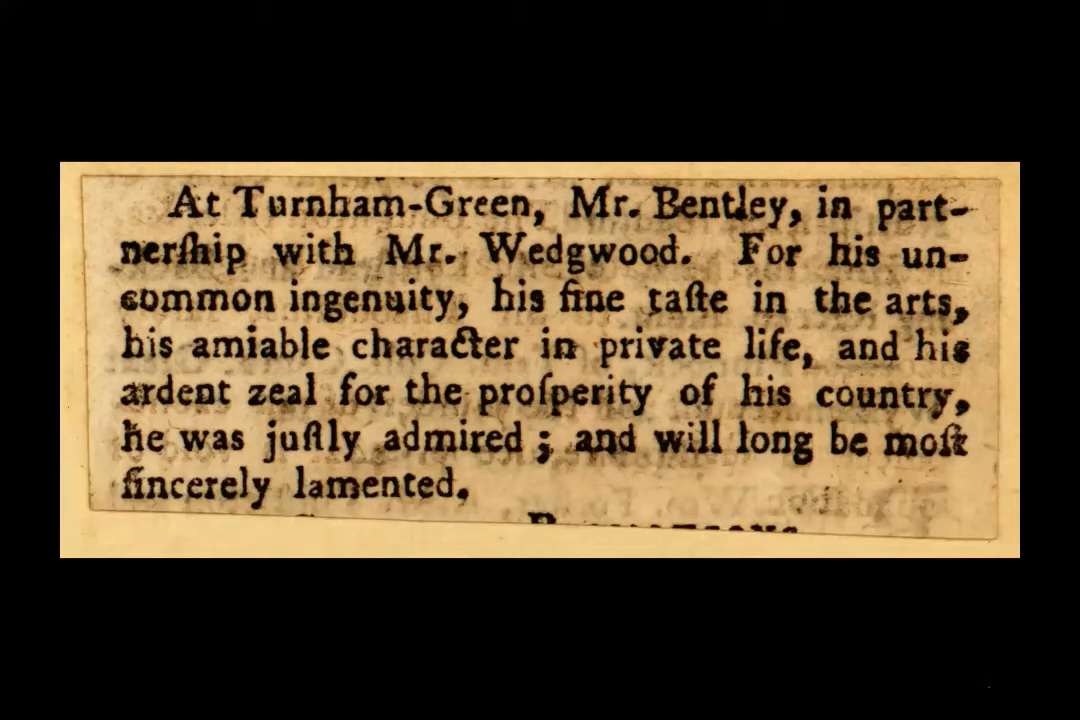 At Turnham-Green, Mr. Bentley, in part-
nerſhip with Mr. Wedgwood. For his un-
common ingenuity, his fine taſte in the arts,
his amiable character in private life, and his
ardent zeal for the proſperity of his country,
he was juſtly admired ; and will long be moſt
ſincerely lamented.